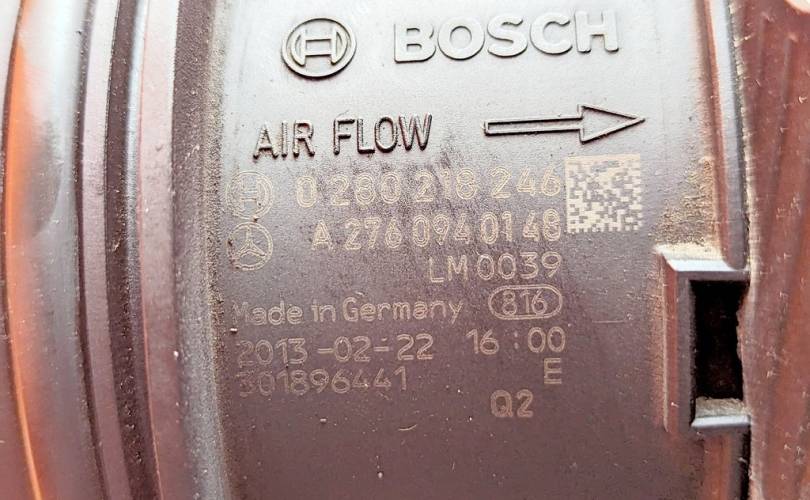 BOSCH
AIR FLOW
0 280 218 246
A 276 094 01 48
LM 0039
Made in Germany 816
2013-02-22 16:00
301896441 E
Q2